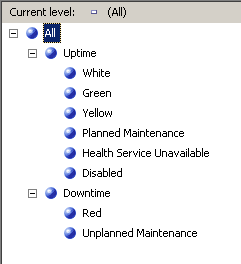 Current level: (All)
All
Uptime
White
Green
Yellow
Planned Maintenance
Health Service Unavailable
Disabled
Downtime
Red
Unplanned Maintenance